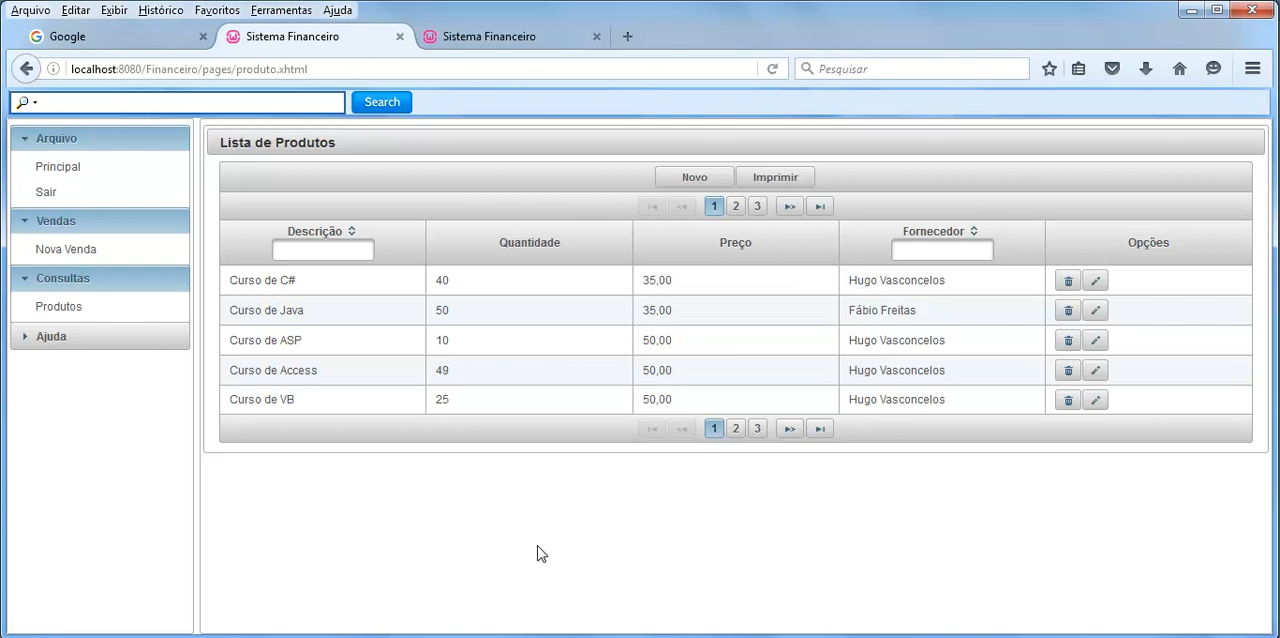 Arquivo Editar Exibir Histórico Favoritos Ferramentas Ajuda
Google Sistema Financeiro Sistema Financeiro
localhost:8080/Financeiro/pages/produto.xhtml Pesquisar
Search
Arquivo
Principal
Sair
Vendas
Nova Venda
Consultas
Produtos
Ajuda
Lista de Produtos
Novo Imprimir
1 2 3
Descrição Quantidade Preço Fornecedor Opções
Curso de C# 40 35,00 Hugo Vasconcelos
Curso de Java 50 35,00 Fábio Freitas
Curso de ASP 10 50,00 Hugo Vasconcelos
Curso de Access 49 50,00 Hugo Vasconcelos
Curso de VB 25 50,00 Hugo Vasconcelos
1 2 3